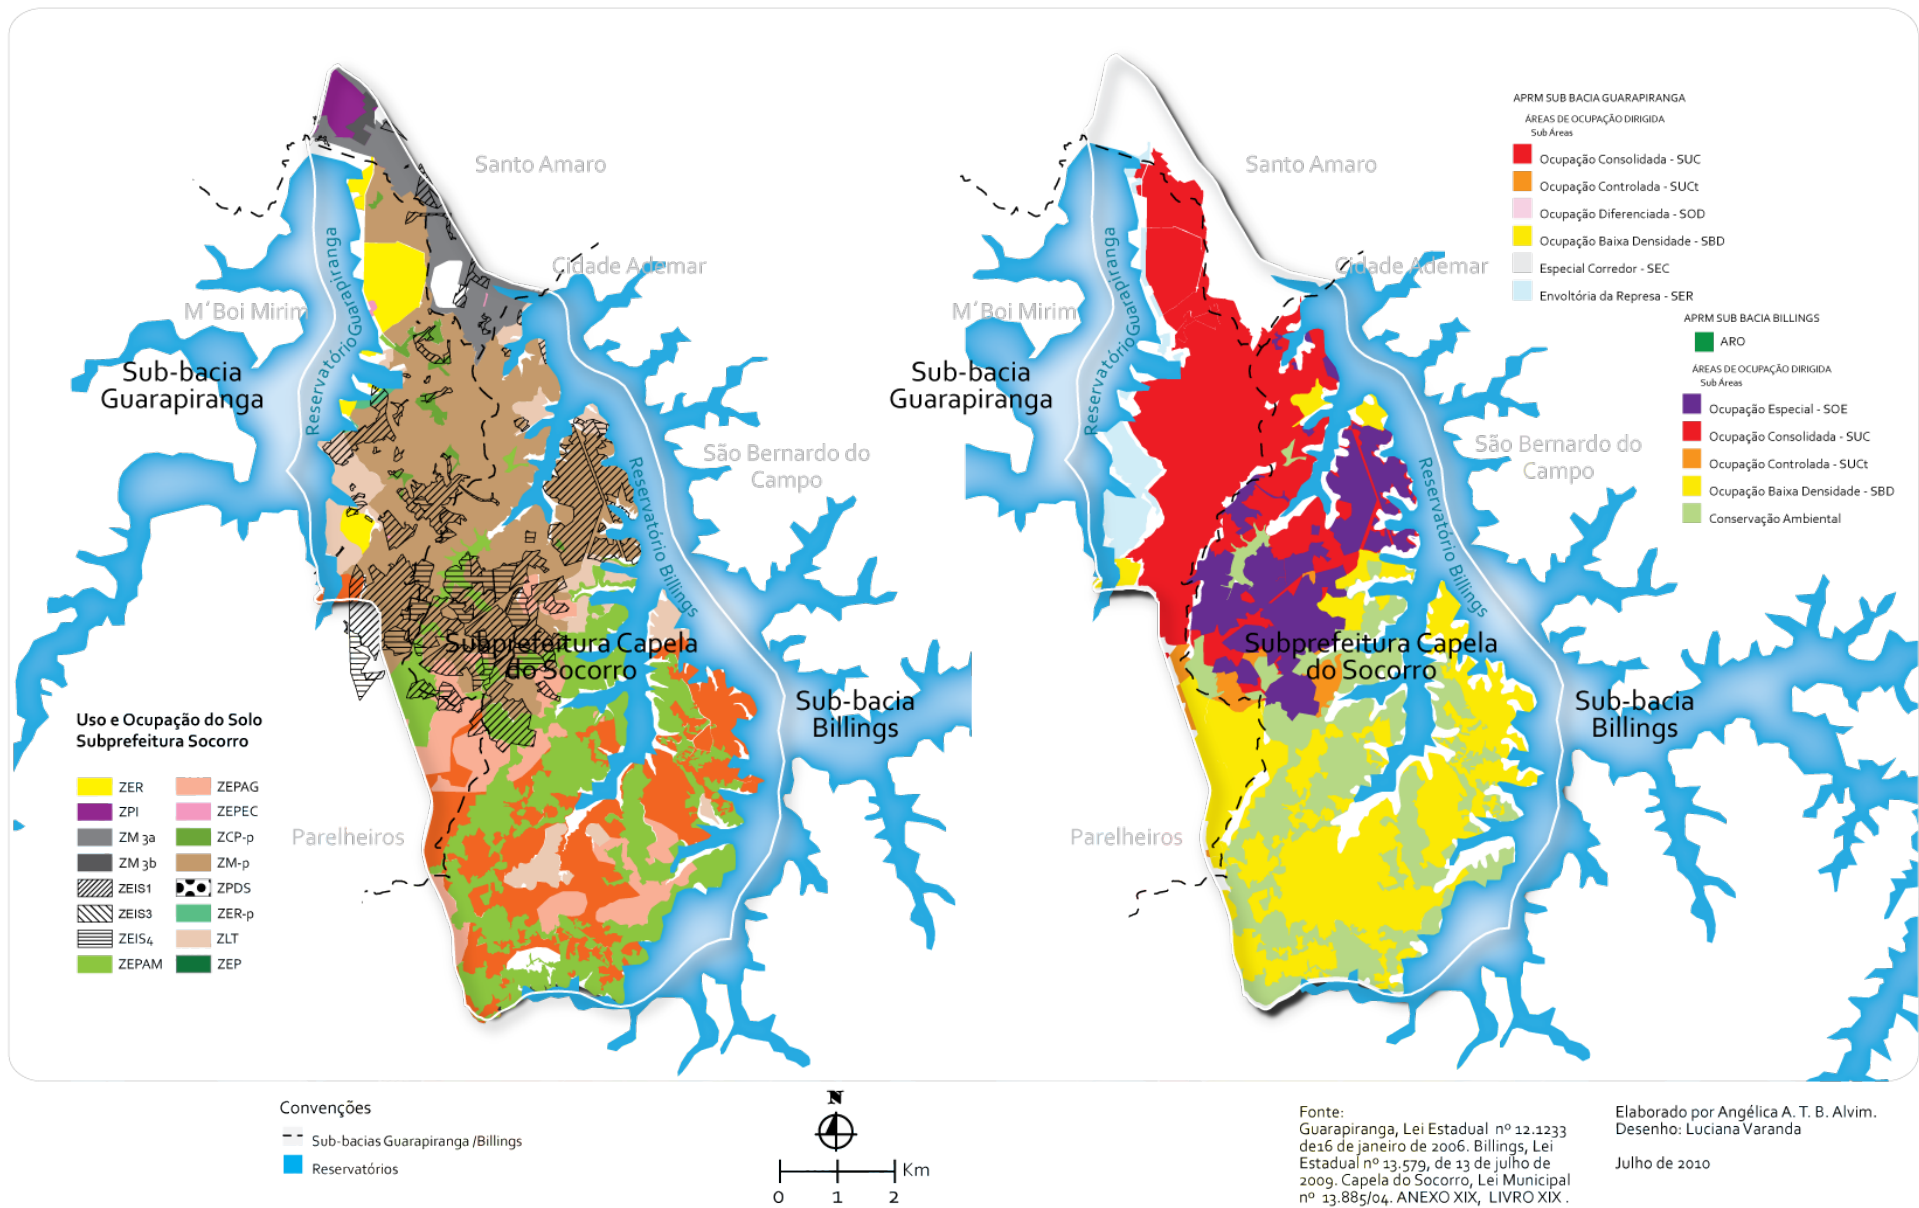 Santo Amaro
Cidade Ademar
M´Boi Mirim
Reservatório Guarapiranga
Sub-bacia
Guarapiranga
São Bernardo do
Campo
Reservatório Billings
Subprefeitura Capela
do Socorro
Sub-bacia
Billings
Parelheiros
Uso e Ocupação do Solo
Subprefeitura Socorro
ZER
ZPI
ZM 3a
ZM 3b
ZEIS1
ZEIS3
ZEIS4
ZEPAM
ZEPAG
ZEPEC
ZCP-p
ZM-p
ZPDS
ZER-p
ZLT
ZEP
Santo Amaro
Cidade Ademar
M´Boi Mirim
Reservatório Guarapiranga
Sub-bacia
Guarapiranga
São Bernardo do
Campo
Reservatório Billings
Subprefeitura Capela
do Socorro
Sub-bacia
Billings
Parelheiros
APRM SUB BACIA GUARAPIRANGA
ÁREAS DE OCUPAÇÃO DIRIGIDA
Sub Áreas
Ocupação Consolidada - SUC
Ocupação Controlada - SUCt
Ocupação Diferenciada - SOD
Ocupação Baixa Densidade - SBD
Especial Corredor - SEC
Envoltória da Represa - SER
APRM SUB BACIA BILLINGS
ARO
ÁREAS DE OCUPAÇÃO DIRIGIDA
Sub Áreas
Ocupação Especial - SOE
Ocupação Consolidada - SUC
Ocupação Controlada - SUCt
Ocupação Baixa Densidade - SBD
Conservação Ambiental
Convenções
Sub-bacias Guarapiranga /Billings
Reservatórios
N
Km
0 1 2
Fonte:
Guarapiranga, Lei Estadual nº 12.1233
de16 de janeiro de 2006. Billings, Lei
Estadual nº 13.579, de 13 de julho de
2009. Capela do Socorro, Lei Municipal
nº 13.885/04. ANEXO XIX, LIVRO XIX .
Elaborado por Angélica A. T. B. Alvim.
Desenho: Luciana Varanda
Julho de 2010